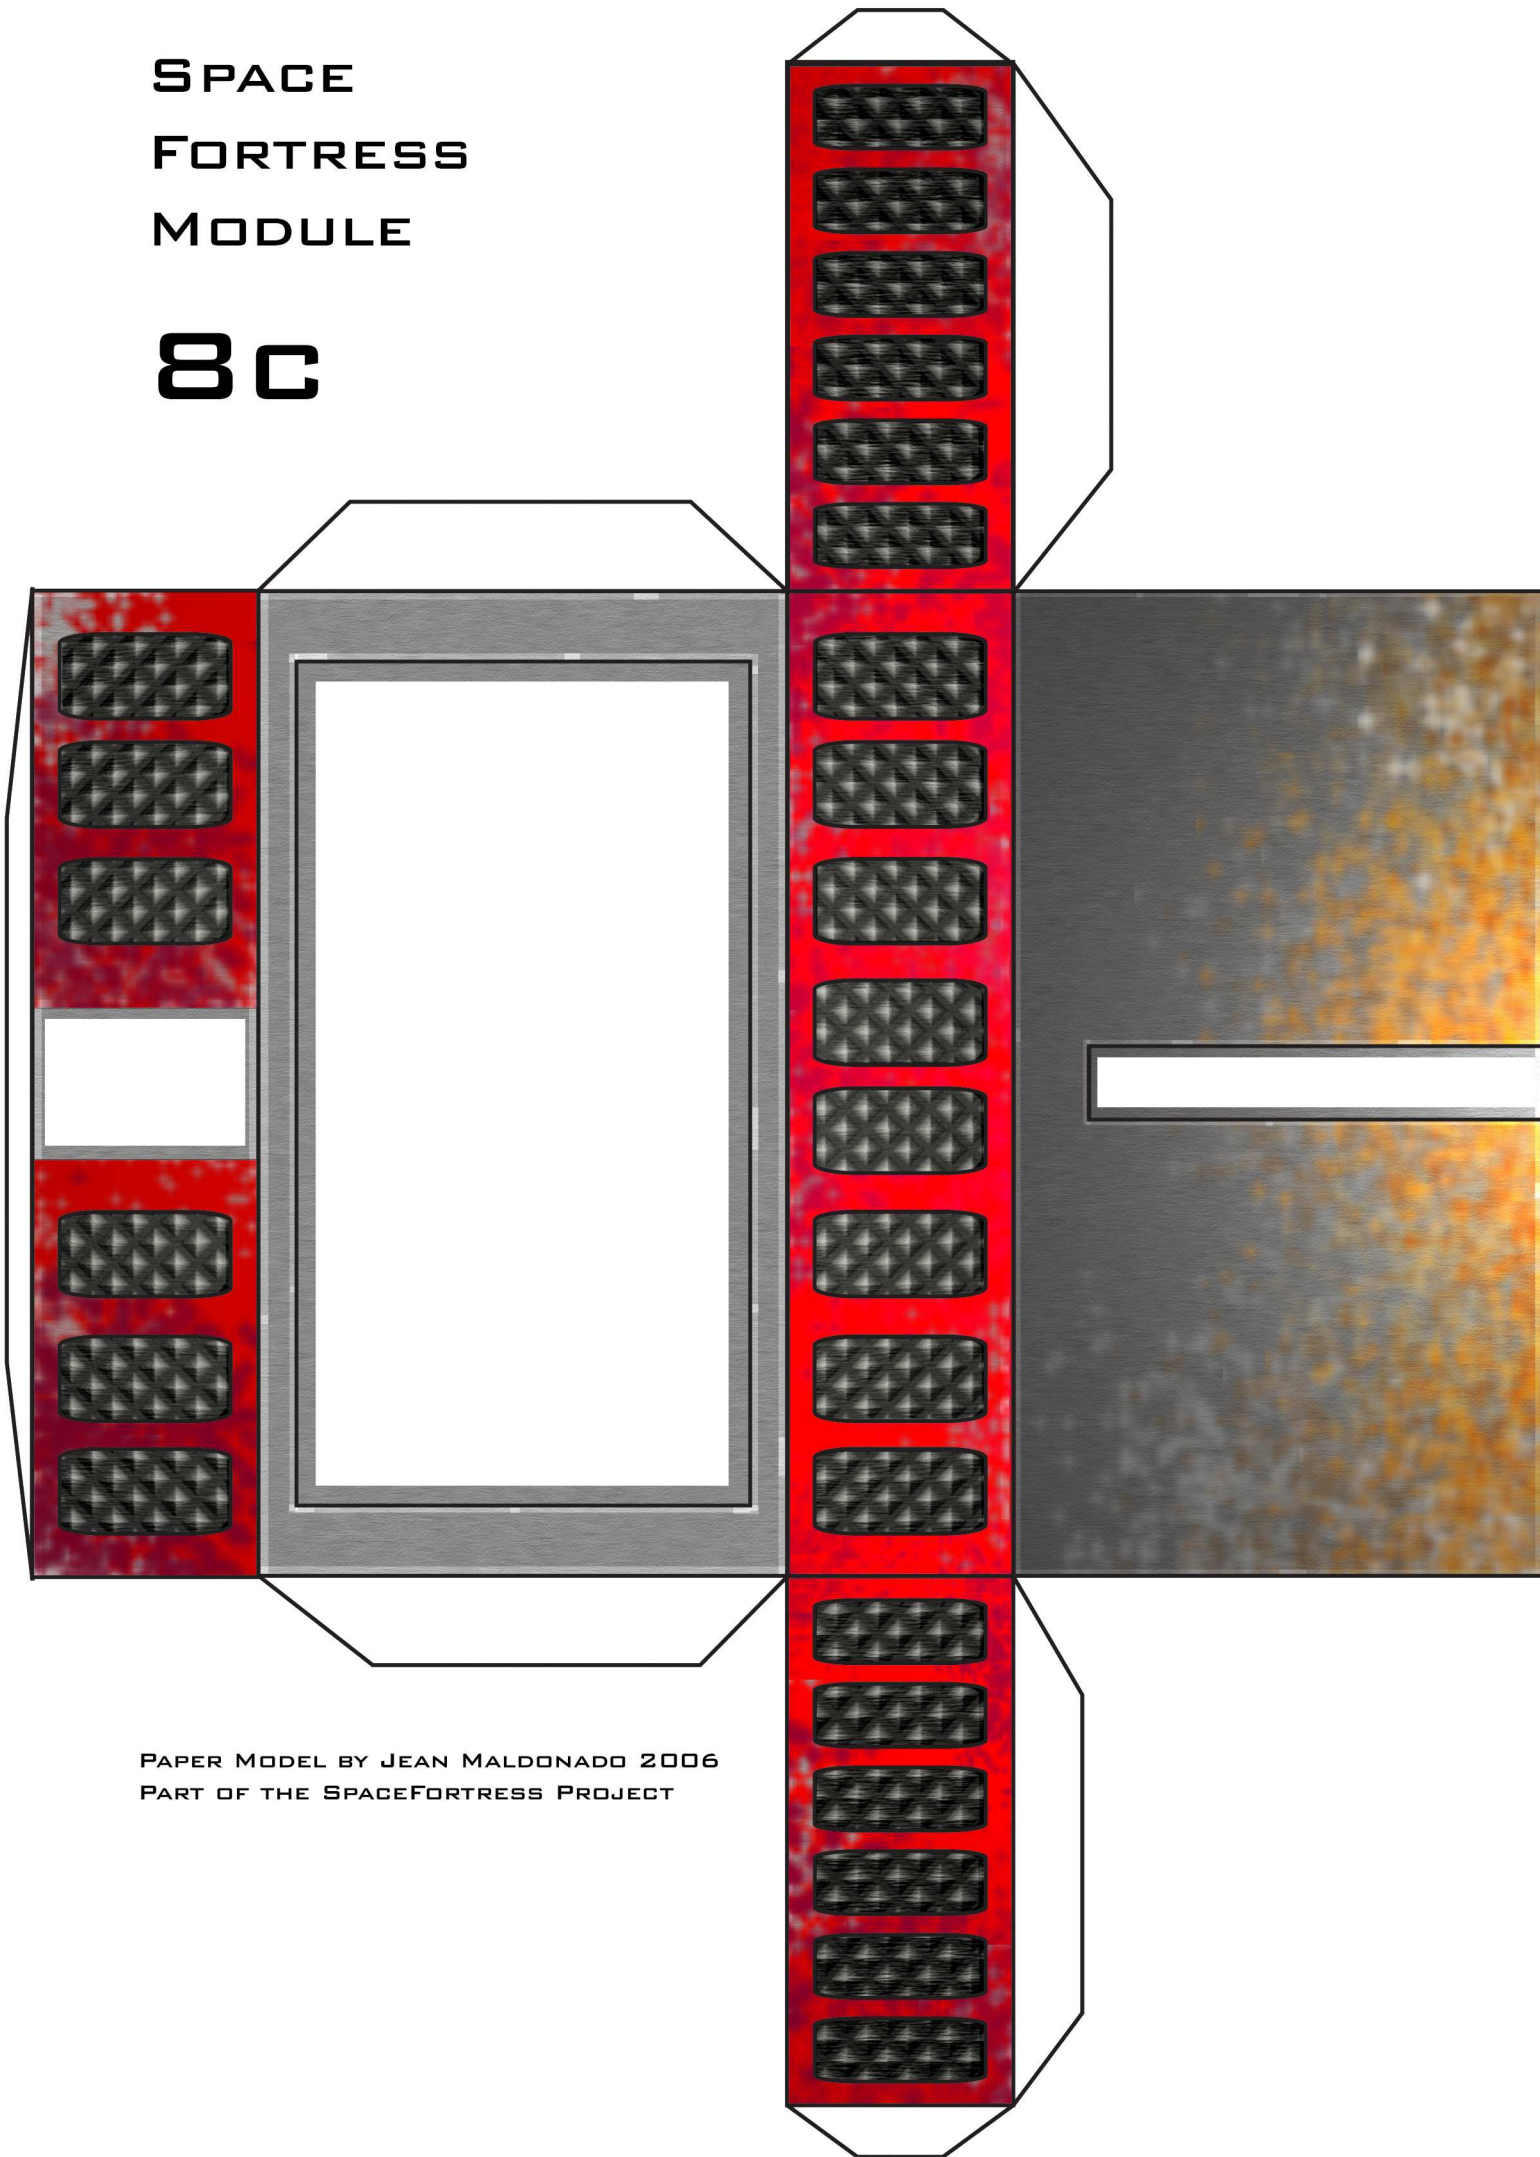 Space
Fortress
Module
8c
Paper Model by Jean Maldonado 2006
Part of the SpaceFortress Project